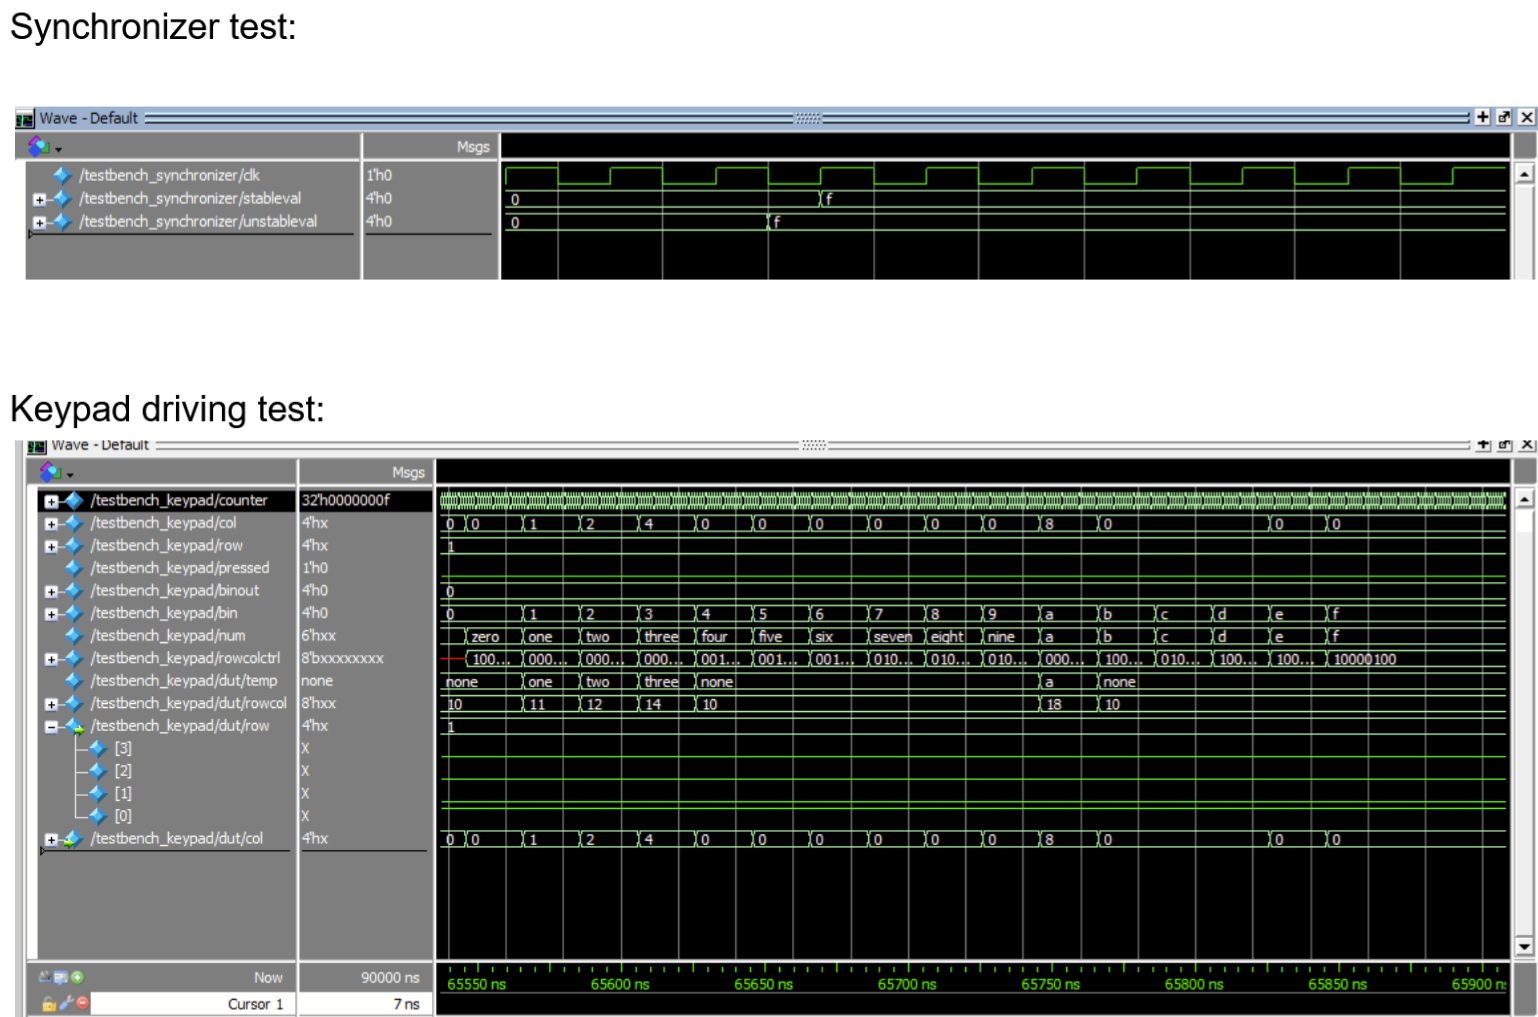 Synchronizer test:
Wave - Default
Msgs
/testbench_synchronizer/clk 1'h0
/testbench_synchronizer/stableval 4'h0 0 f
/testbench_synchronizer/unstableval 4'h0 0 f
Keypad driving test:
Wave - Default
Msgs
/testbench_keypad/counter 32'h0000000f
/testbench_keypad/col 4'hx 0 0 1 2 4 0 0 0 0 0 0 8 0 0 0
/testbench_keypad/row 4'hx 1
/testbench_keypad/pressed 1'h0
/testbench_keypad/binout 4'h0 0
/testbench_keypad/bin 4'h0 0 1 2 3 4 5 6 7 8 9 a b c d e f
/testbench_keypad/num 6'hxx zero one two three four five six seven eight nine a b c d e f
/testbench_keypad/rowcolctrl 8'bxxxxxxxx 100... 000... 000... 000... 001... 001... 001... 010... 010... 010... 000... 100... 010... 100... 100... 10000100
/testbench_keypad/dut/temp none none one two three none a none
/testbench_keypad/dut/rowcol 8'hxx 10 11 12 14 10 18 10
/testbench_keypad/dut/row 4'hx 1
[3] X
[2] X
[1] X
[0] X
/testbench_keypad/dut/col 4'hx 0 0 1 2 4 0 0 0 0 0 0 8 0 0 0
Now 90000 ns 65550 ns 65600 ns 65650 ns 65700 ns 65750 ns 65800 ns 65850 ns 65900 n
Cursor 1 7 ns